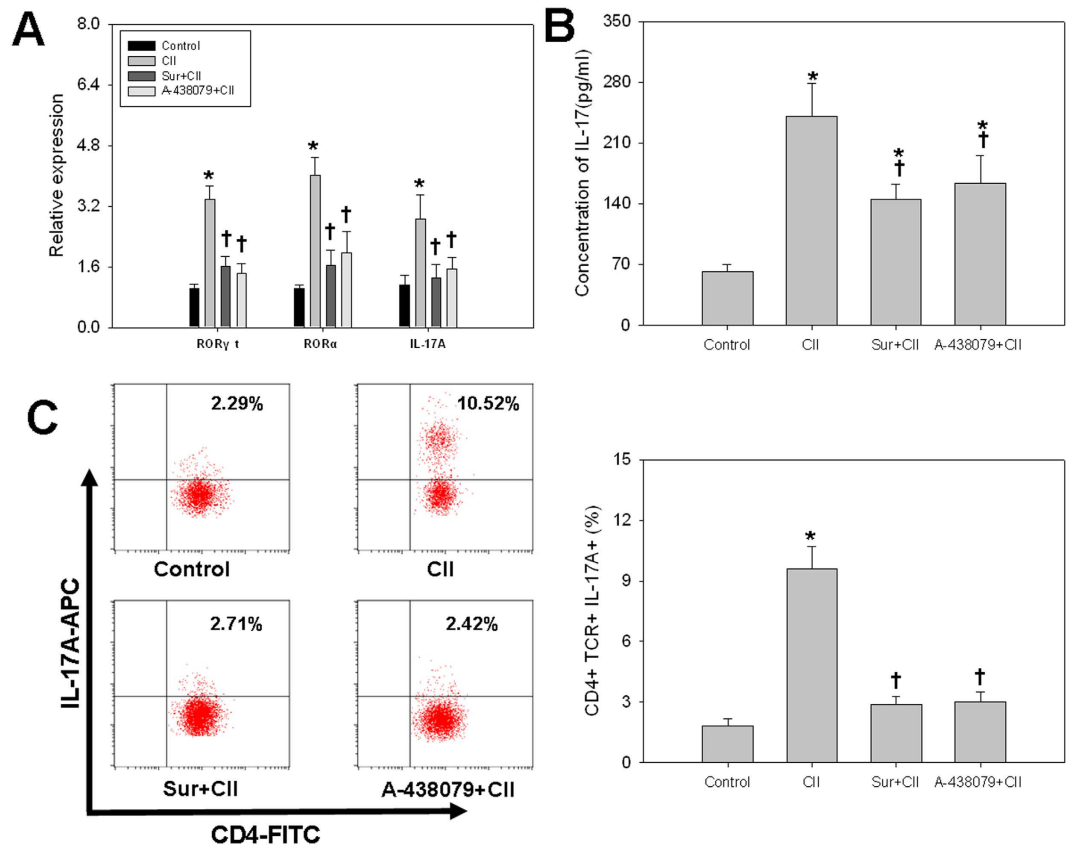 A
8.0
6.4
4.8
3.2
1.6
0.0
Relative expression
Control
CII
Sur+CII
A-438079+CII
*
*
*
†
†
†
†
†
†
RORγ t
RORα
IL-17A
B
350
280
210
140
70
0
Concentration of IL-17(pg/ml)
*
*
†
*
†
Control
CII
Sur+CII
A-438079+CII
C
2.29%
10.52%
Control
CII
2.71%
2.42%
Sur+CII
A-438079+CII
IL-17A-APC
CD4-FITC
15
12
9
6
3
0
CD4+ TCR+ IL-17A+ (%)
*
†
†
Control
CII
Sur+CII
A-438079+CII